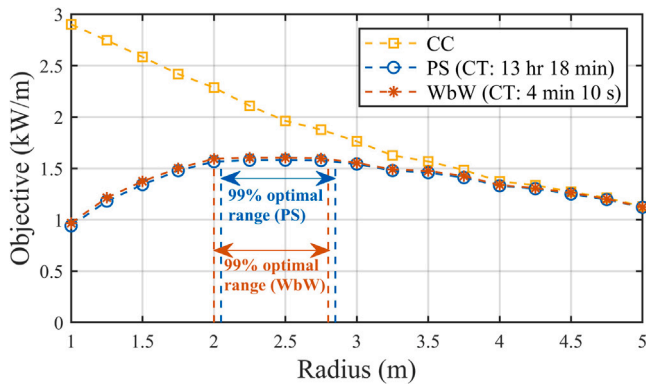 Objective (kW/m)
3
2.5
2
1.5
1
0.5
0
CC
PS (CT: 13 hr 18 min)
WbW (CT: 4 min 10 s)
99% optimal
range (PS)
99% optimal
range (WbW)
1
1.5
2
2.5
3
3.5
4
4.5
5
Radius (m)